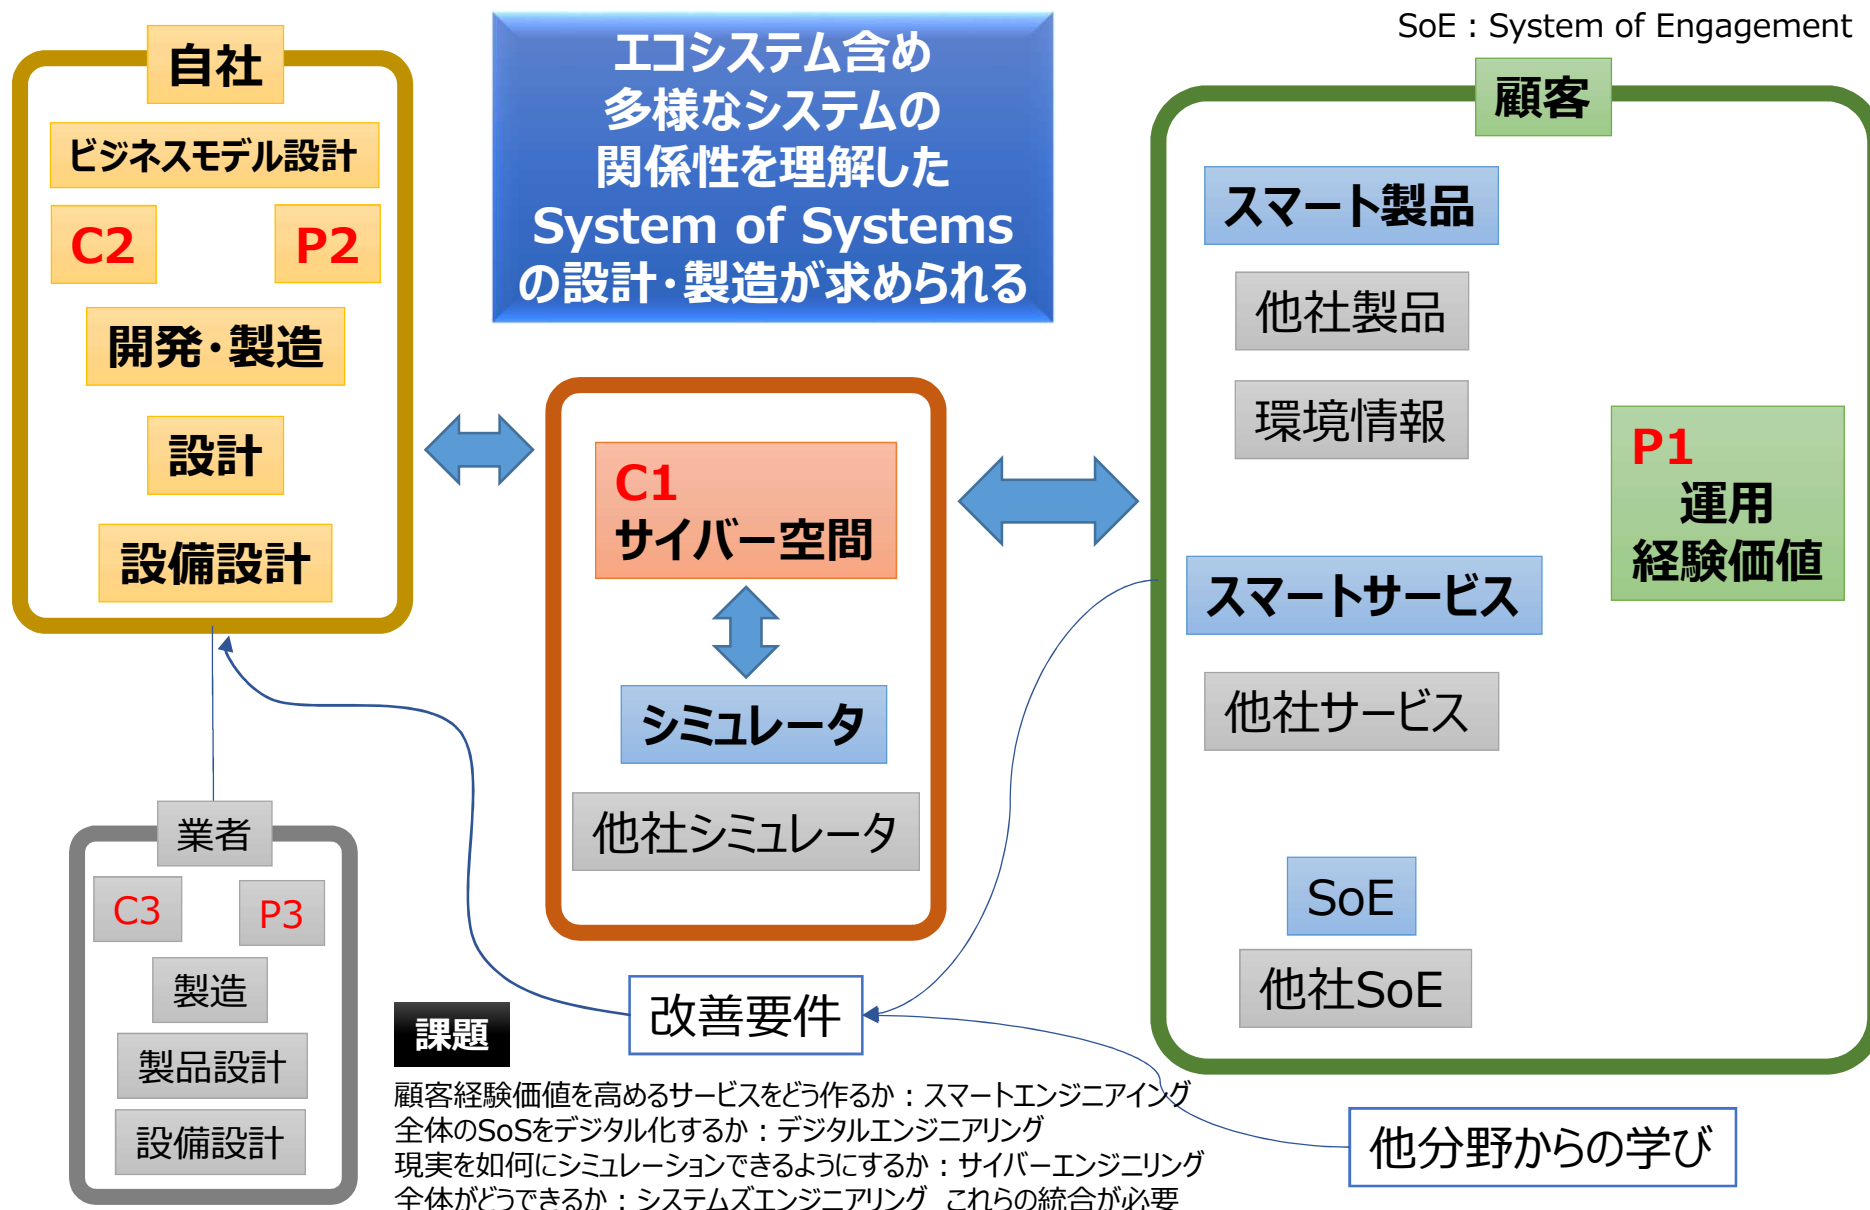 SoE：System of Engagement
自社
ビジネスモデル設計
C2
P2
開発・製造
設計
設備設計
エコシステム含め
多様なシステムの
関係性を理解した
System of Systems
の設計・製造が求められる
C1
サイバー空間
シミュレータ
他社シミュレータ
顧客
スマート製品
他社製品
環境情報
P1
運用
経験価値
スマートサービス
他社サービス
SoE
他社SoE
業者
C3
P3
製造
製品設計
設備設計
改善要件
他分野からの学び
課題
顧客経験価値を高めるサービスをどう作るか：スマートエンジニアイング
全体のSoSをデジタル化するか：デジタルエンジニアリング
現実を如何にシミュレーションできるようにするか：サイバーエンジニリング
全体がどうできるか：システムズエンジニアリング これらの統合が必要